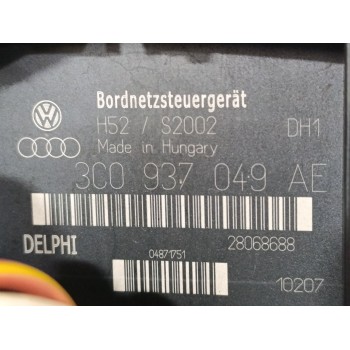 Bordnetzsteuergerät
H52 / S2002 DH1
Made in Hungary
3C0 937 049 AE
DELPHI 28068688
04871751
10207